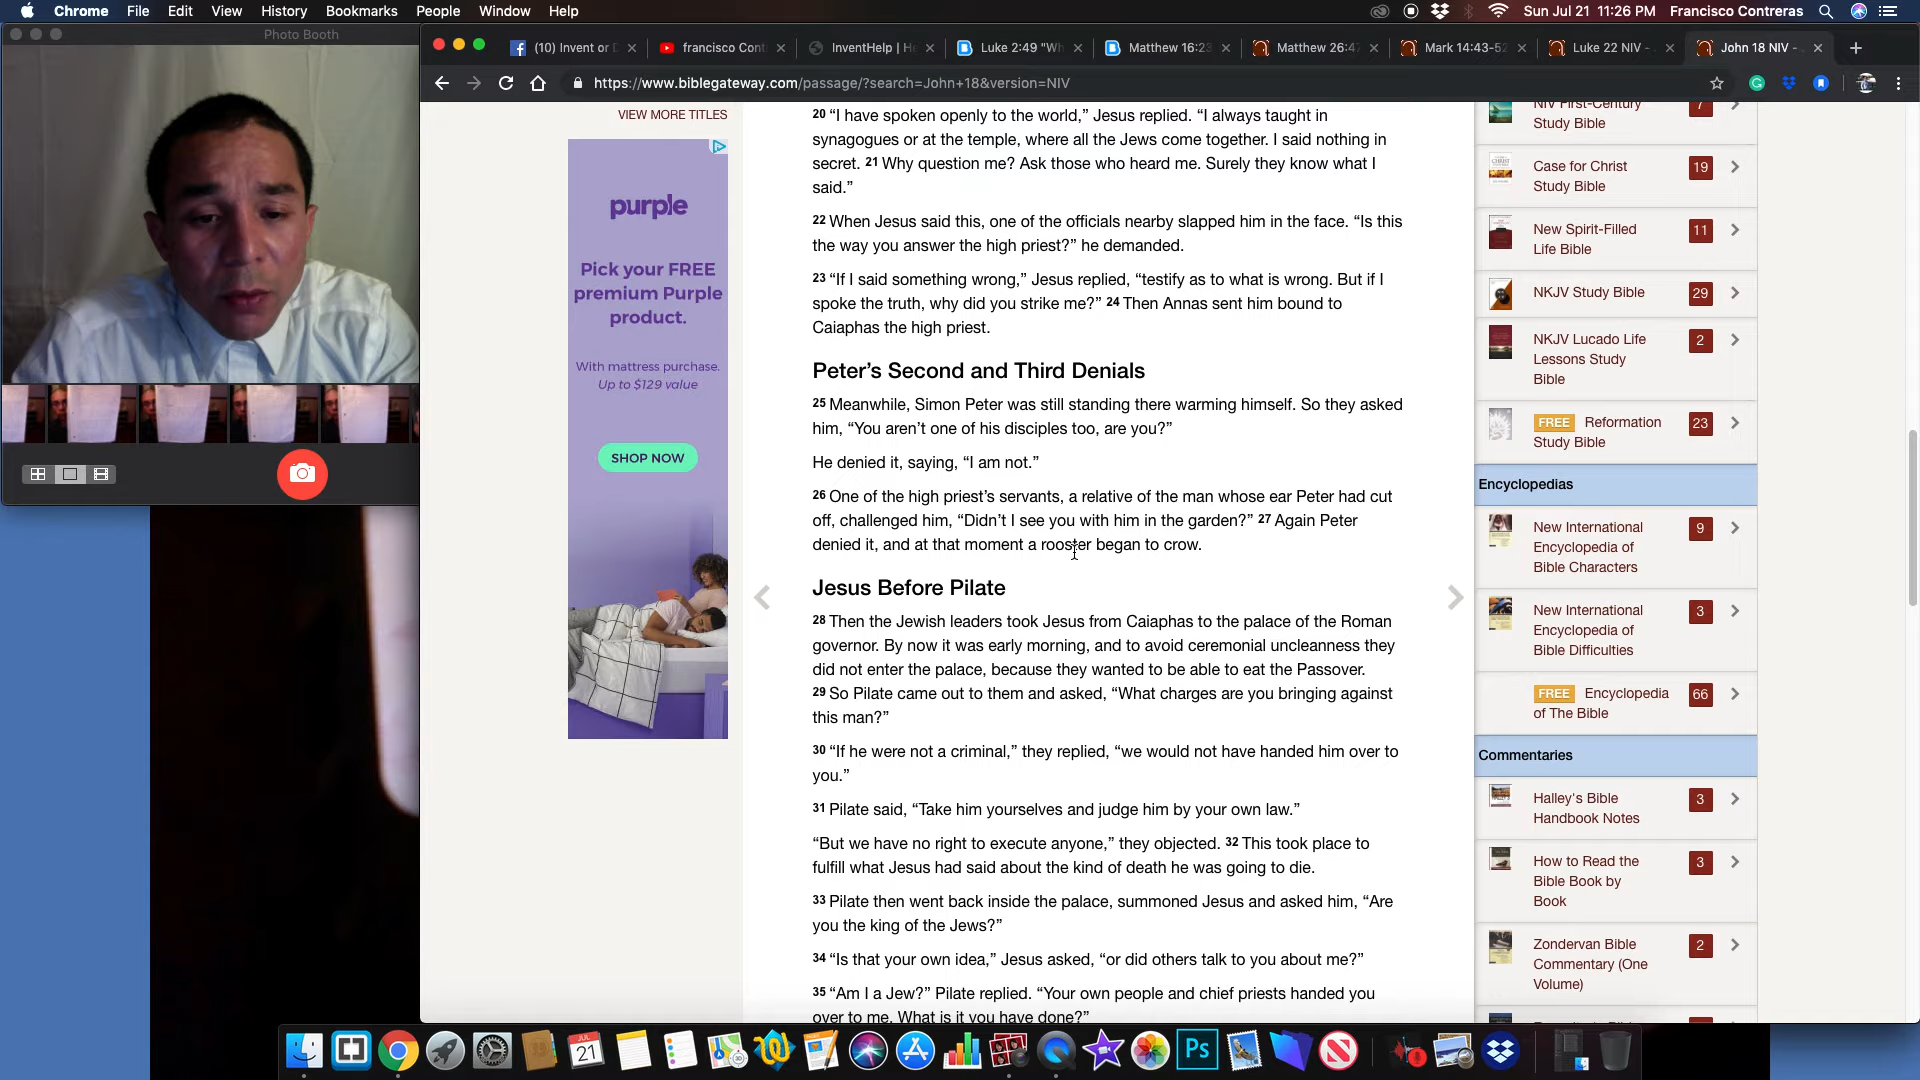 Chrome File Edit View History Bookmarks People Window Help
Sun Jul 21 11:26 PM Francisco Contreras
Photo Booth
(10) Invent or
francisco Cont
InventHelp | H
Luke 2:49 "Wh
Matthew 16:23
Matthew 26:47
Mark 14:43-52
Luke 22 NIV -
John 18 NIV -
https://www.biblegateway.com/passage/?search=John+18&version=NIV
VIEW MORE TITLES
purple
Pick your FREE
premium Purple
product.
With mattress purchase.
Up to $129 value
SHOP NOW
20 “I have spoken openly to the world,” Jesus replied. “I always taught in
synagogues or at the temple, where all the Jews come together. I said nothing in
secret. 21 Why question me? Ask those who heard me. Surely they know what I
said.”
22 When Jesus said this, one of the officials nearby slapped him in the face. “Is this
the way you answer the high priest?” he demanded.
23 “If I said something wrong,” Jesus replied, “testify as to what is wrong. But if I
spoke the truth, why did you strike me?” 24 Then Annas sent him bound to
Caiaphas the high priest.
Peter’s Second and Third Denials
25 Meanwhile, Simon Peter was still standing there warming himself. So they asked
him, “You aren’t one of his disciples too, are you?”
He denied it, saying, “I am not.”
26 One of the high priest’s servants, a relative of the man whose ear Peter had cut
off, challenged him, “Didn’t I see you with him in the garden?” 27 Again Peter
denied it, and at that moment a rooster began to crow.
Jesus Before Pilate
28 Then the Jewish leaders took Jesus from Caiaphas to the palace of the Roman
governor. By now it was early morning, and to avoid ceremonial uncleanness they
did not enter the palace, because they wanted to be able to eat the Passover.
29 So Pilate came out to them and asked, “What charges are you bringing against
this man?”
30 “If he were not a criminal,” they replied, “we would not have handed him over to
you.”
31 Pilate said, “Take him yourselves and judge him by your own law.”
“But we have no right to execute anyone,” they objected. 32 This took place to
fulfill what Jesus had said about the kind of death he was going to die.
33 Pilate then went back inside the palace, summoned Jesus and asked him, “Are
you the king of the Jews?”
34 “Is that your own idea,” Jesus asked, “or did others talk to you about me?”
35 “Am I a Jew?” Pilate replied. “Your own people and chief priests handed you
over to me. What is it you have done?”
NIV First-Century 7
Study Bible
Case for Christ 19
Study Bible
New Spirit-Filled 11
Life Bible
NKJV Study Bible 29
NKJV Lucado Life 2
Lessons Study
Bible
FREE Reformation 23
Study Bible
Encyclopedias
New International 9
Encyclopedia of
Bible Characters
New International 3
Encyclopedia of
Bible Difficulties
FREE Encyclopedia 66
of The Bible
Commentaries
Halley's Bible 3
Handbook Notes
How to Read the 3
Bible Book by
Book
Zondervan Bible 2
Commentary (One
Volume)
JUL
21
Ps